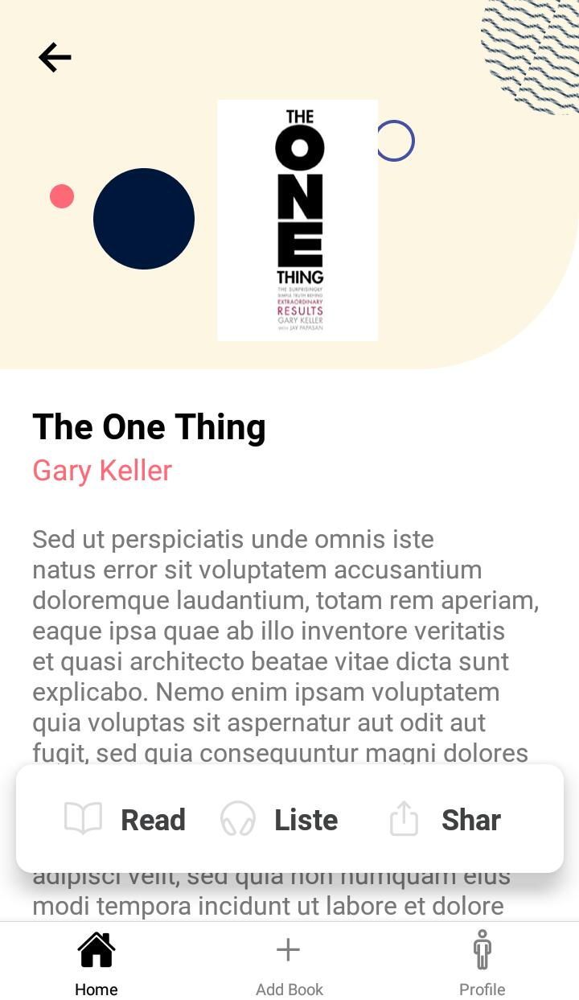 THE
ONE
THING
THE SURPRISINGLY
SIMPLE TRUTH BEHIND
EXTRAORDINARY
RESULTS
GARY KELLER
WITH JAY PAPASAN
The One Thing
Gary Keller
Sed ut perspiciatis unde omnis iste
natus error sit voluptatem accusantium
doloremque laudantium, totam rem aperiam,
eaque ipsa quae ab illo inventore veritatis
et quasi architecto beatae vitae dicta sunt
explicabo. Nemo enim ipsam voluptatem
quia voluptas sit aspernatur aut odit aut
fugit, sed quia consequuntur magni dolores
Read Liste Shar
adipisci velit, sed quia non numquam eius
modi tempora incidunt ut labore et dolore
Home Add Book Profile